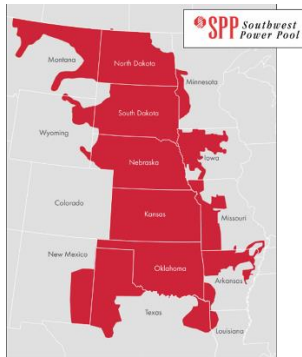 SPP Southwest
Power Pool
Montana
North Dakota
Minnesota
South Dakota
Wyoming
Iowa
Nebraska
Colorado
Kansas
Missouri
New Mexico
Oklahoma
Arkansas
Texas
Louisiana